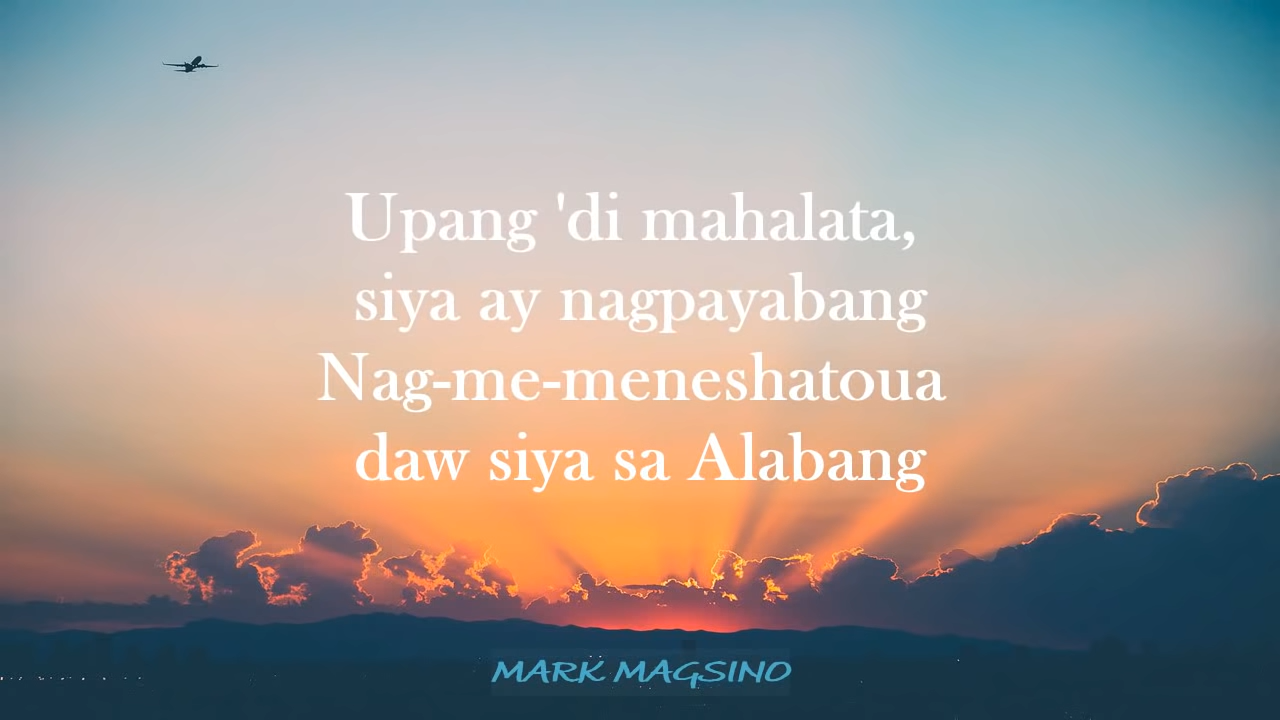 Upang 'di mahalata,
siya ay nagpayabang
Nag-me-meneshatoua
daw siya sa Alabang
MARK MAGSINO